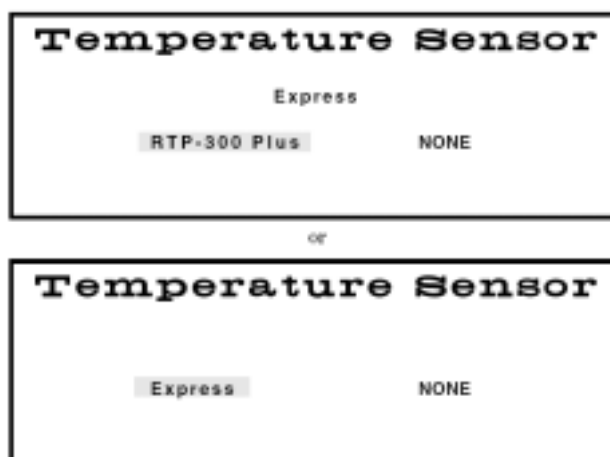 Temperature Sensor
Express
RTP-300 Plus NONE
or
Temperature Sensor
Express NONE